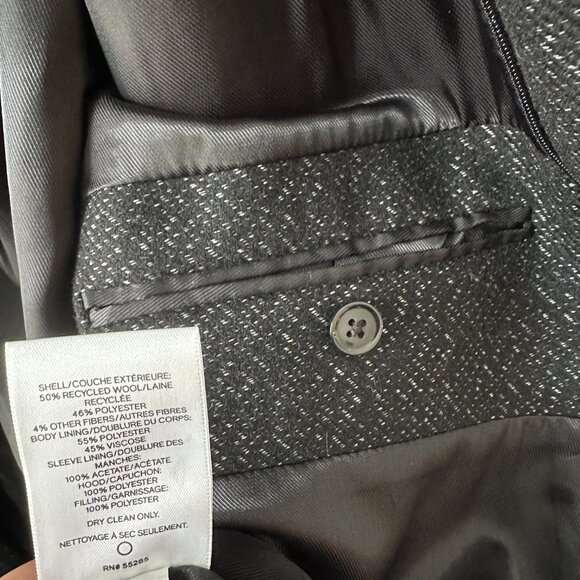 SHELL/COUCHE EXTÉRIEURE:
50% RECYCLED WOOL/LAINE
RECYCLÉE
46% POLYESTER
4% OTHER FIBERS/AUTRES FIBRES
BODY LINING/DOUBLURE DU CORPS:
55% POLYESTER
45% VISCOSE
SLEEVE LINING/DOUBLURE DES
MANCHES:
100% ACETATE/ACÉTATE
HOOD/CAPUCHON:
100% POLYESTER
FILLING/GARNISSAGE:
100% POLYESTER
DRY CLEAN ONLY.
NETTOYAGE À SEC SEULEMENT.
RN# 55285